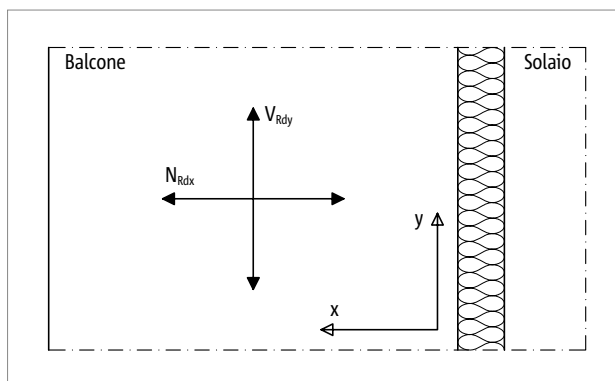 Balcone
Solaio
V_Rdy
N_Rdx
y
x